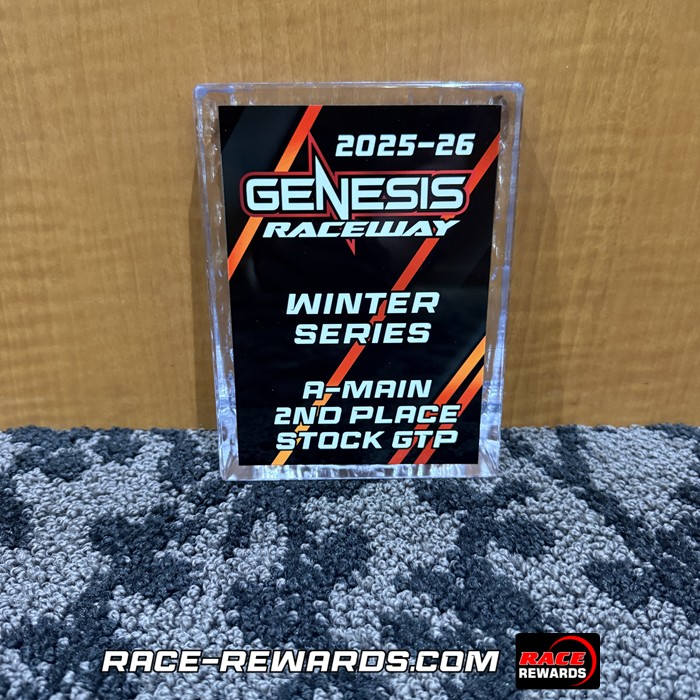 2025-26
GENESIS
RACEWAY
WINTER
SERIES
A-MAIN
2ND PLACE
STOCK GTP
RACE-REWARDS.COM
RACE
REWARDS